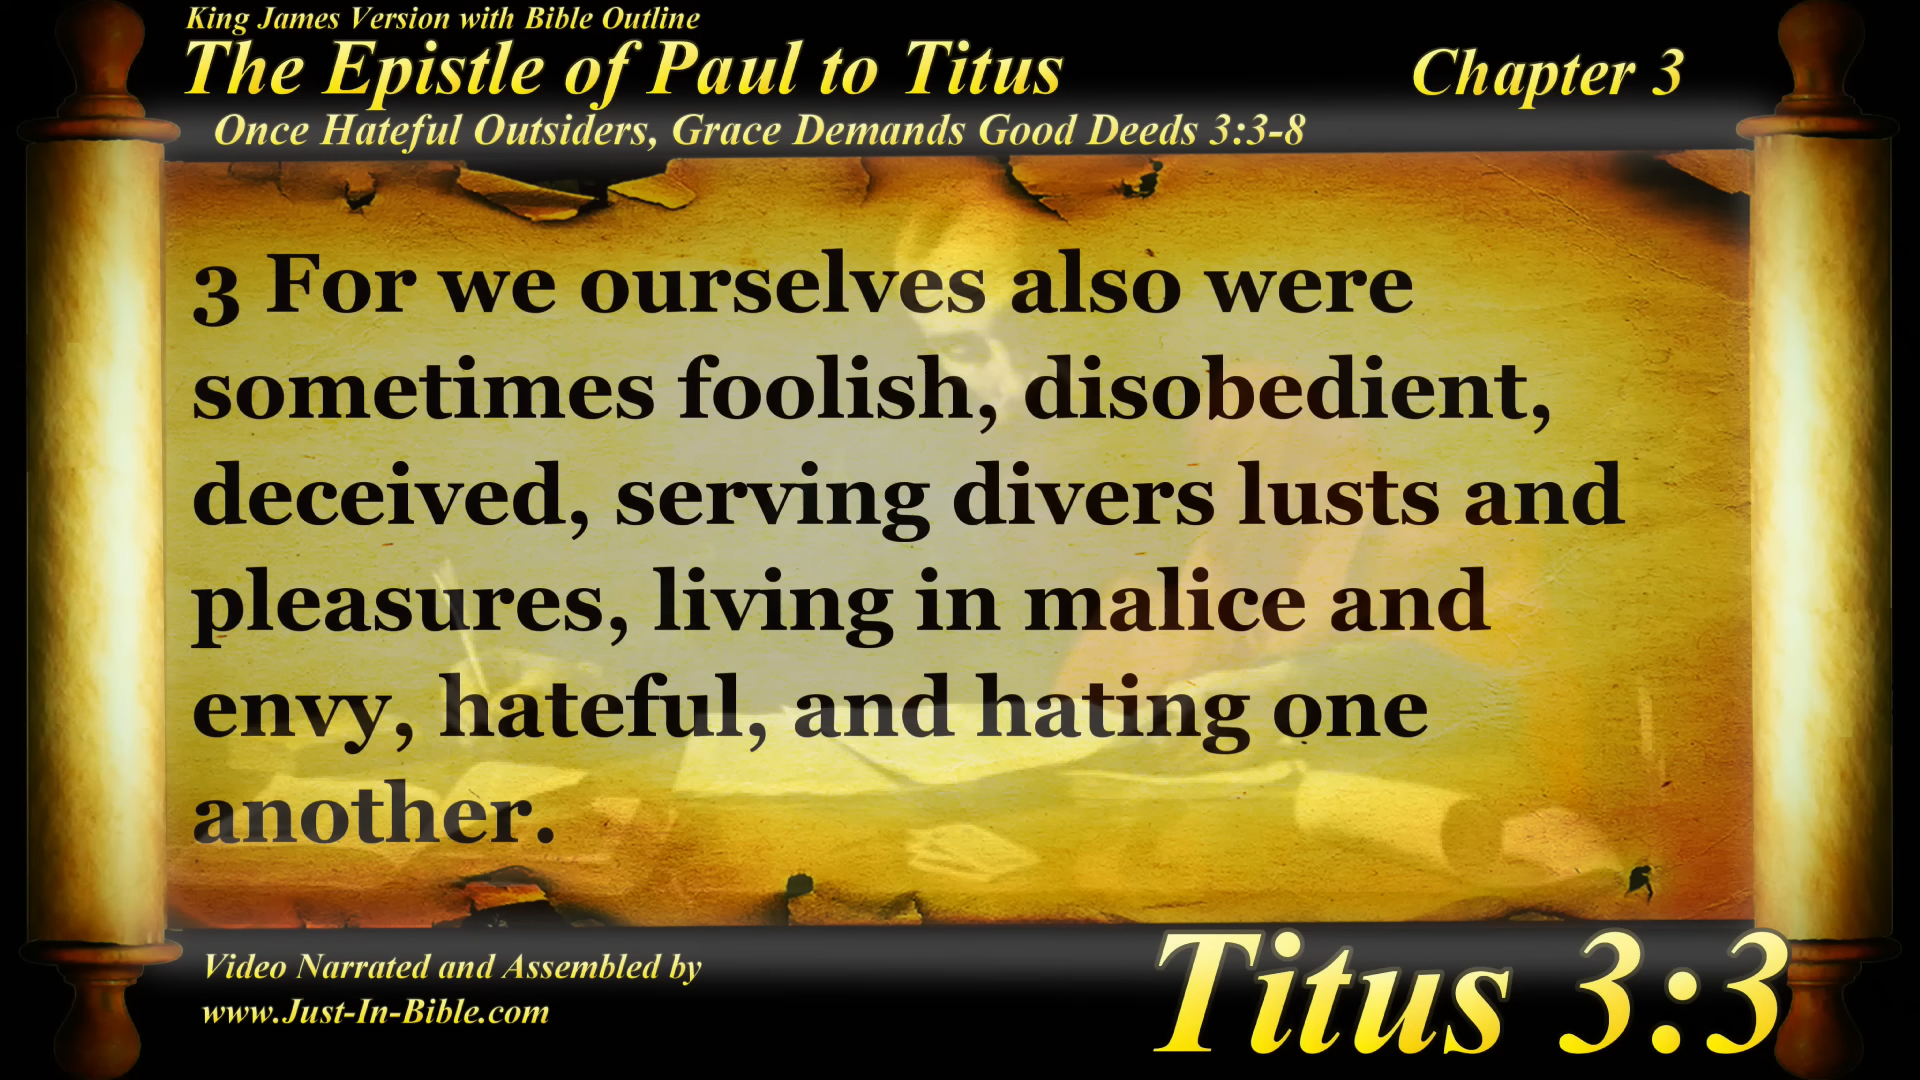 King James Version with Bible Outline
The Epistle of Paul to Titus
Chapter 3
Once Hateful Outsiders, Grace Demands Good Deeds 3:3-8
3 For we ourselves also were
sometimes foolish, disobedient,
deceived, serving divers lusts and
pleasures, living in malice and
envy, hateful, and hating one
another.
Video Narrated and Assembled by
www.Just-In-Bible.com
Titus 3:3